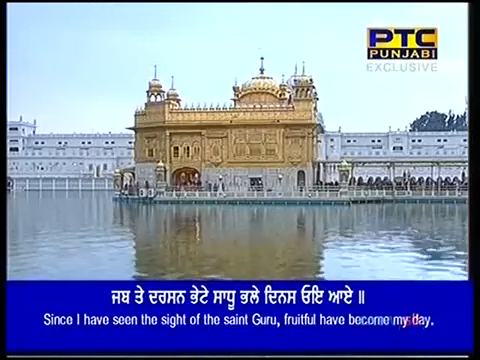 PTC
PUNJABI
EXCLUSIVE
ਜਬ ਤੇ ਦਰਸਨ ਭੇਟੇ ਸਾਧੂ ਭਲੇ ਦਿਨਸ ਓਇ ਆਏ ॥
Since I have seen the sight of the saint Guru, fruitful have become my day.